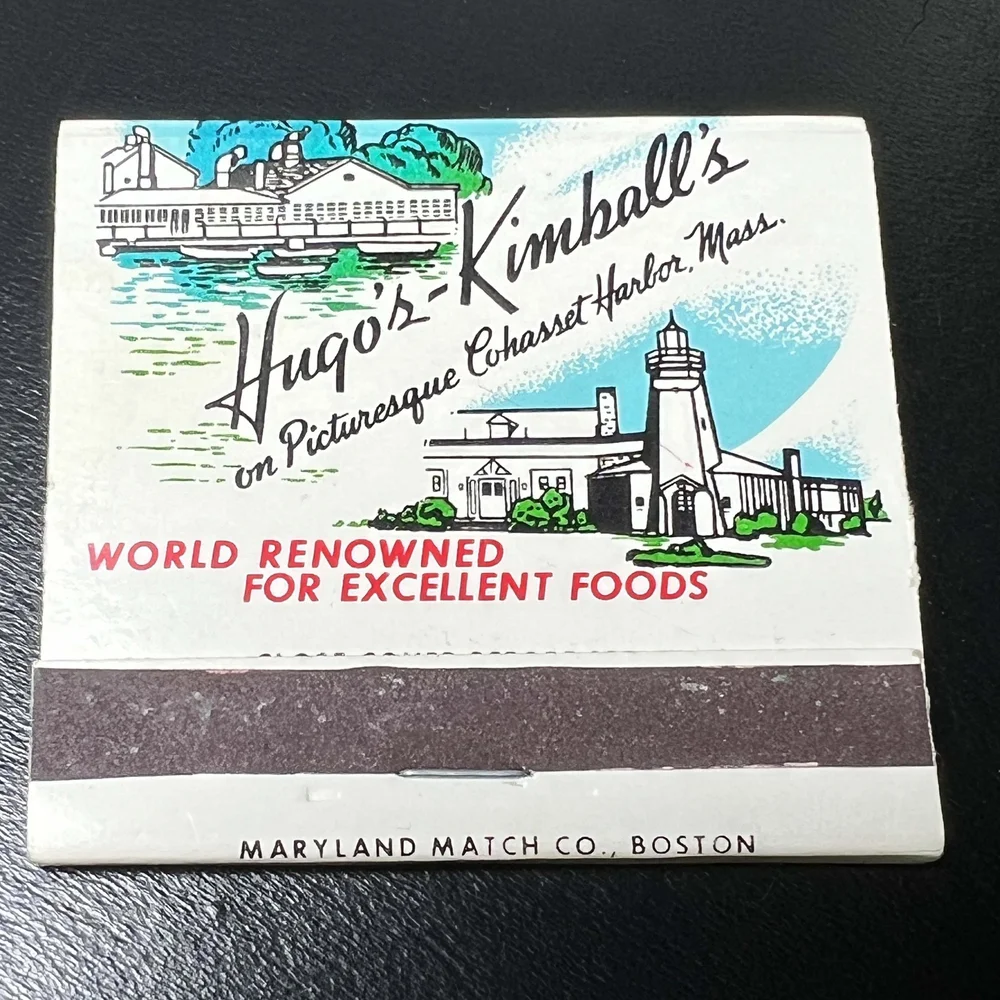 Hugo's-Kimball's
on Picturesque Cohasset Harbor, Mass.
WORLD RENOWNED
FOR EXCELLENT FOODS
MARYLAND MATCH CO., BOSTON